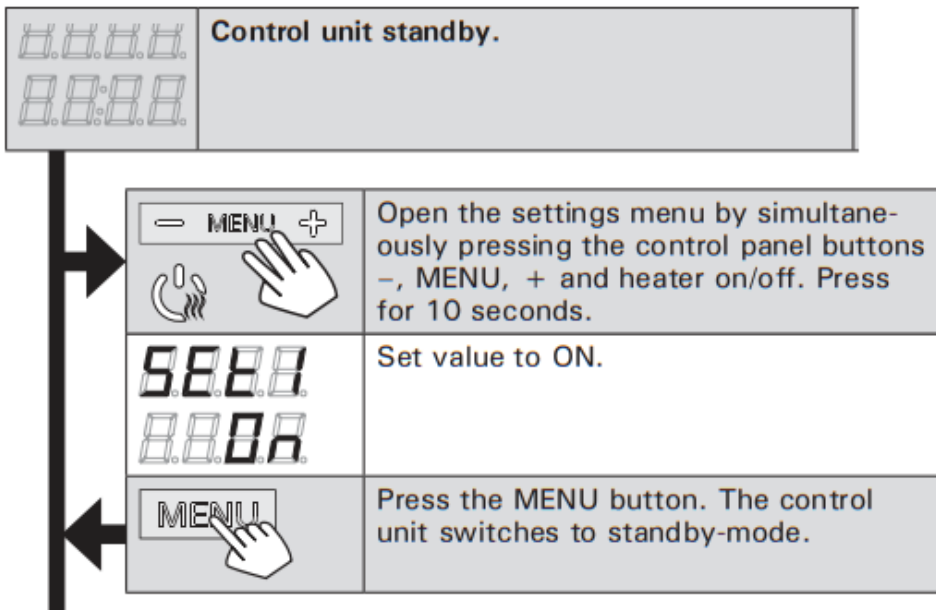 Control unit standby.
− MENU +
Open the settings menu by simultane-
ously pressing the control panel buttons
–, MENU, + and heater on/off. Press
for 10 seconds.
SEt1
On
Set value to ON.
MENU
Press the MENU button. The control
unit switches to standby-mode.